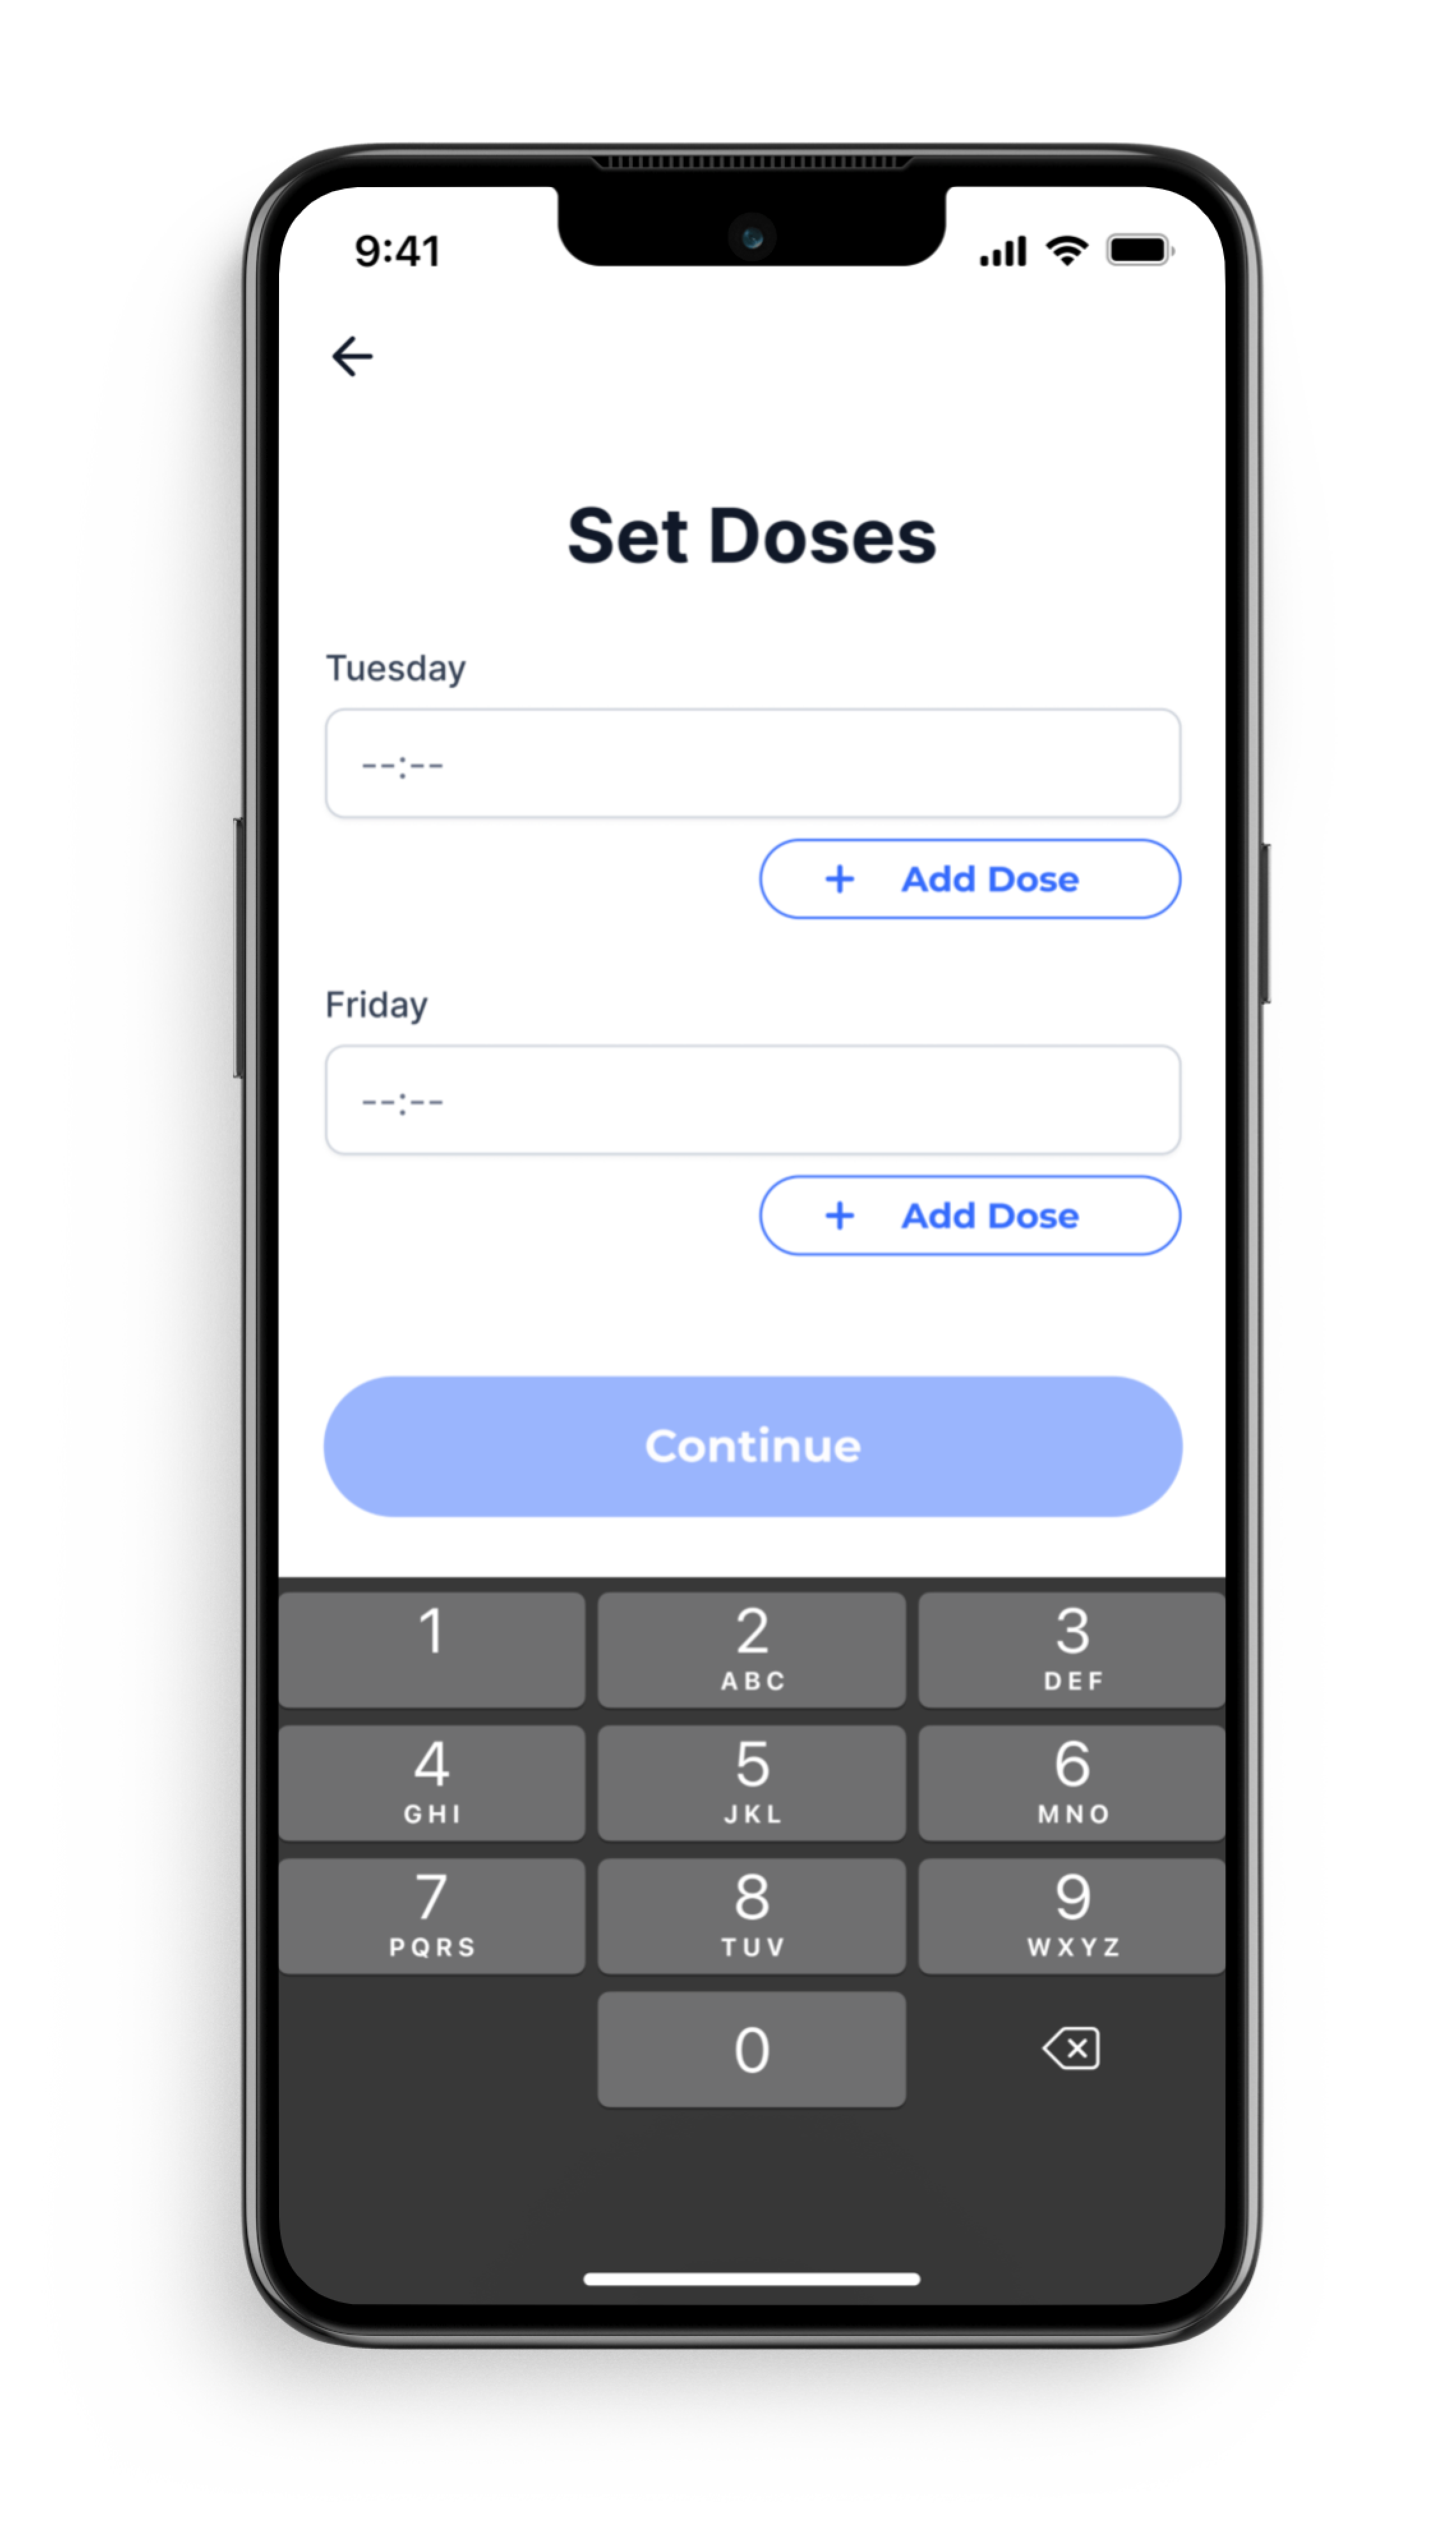 9:41
Set Doses
Tuesday
--:--
+ Add Dose
Friday
--:--
+ Add Dose
Continue
1 2 3
ABC DEF
4 5 6
GHI JKL MNO
7 8 9
PQRS TUV WXYZ
0